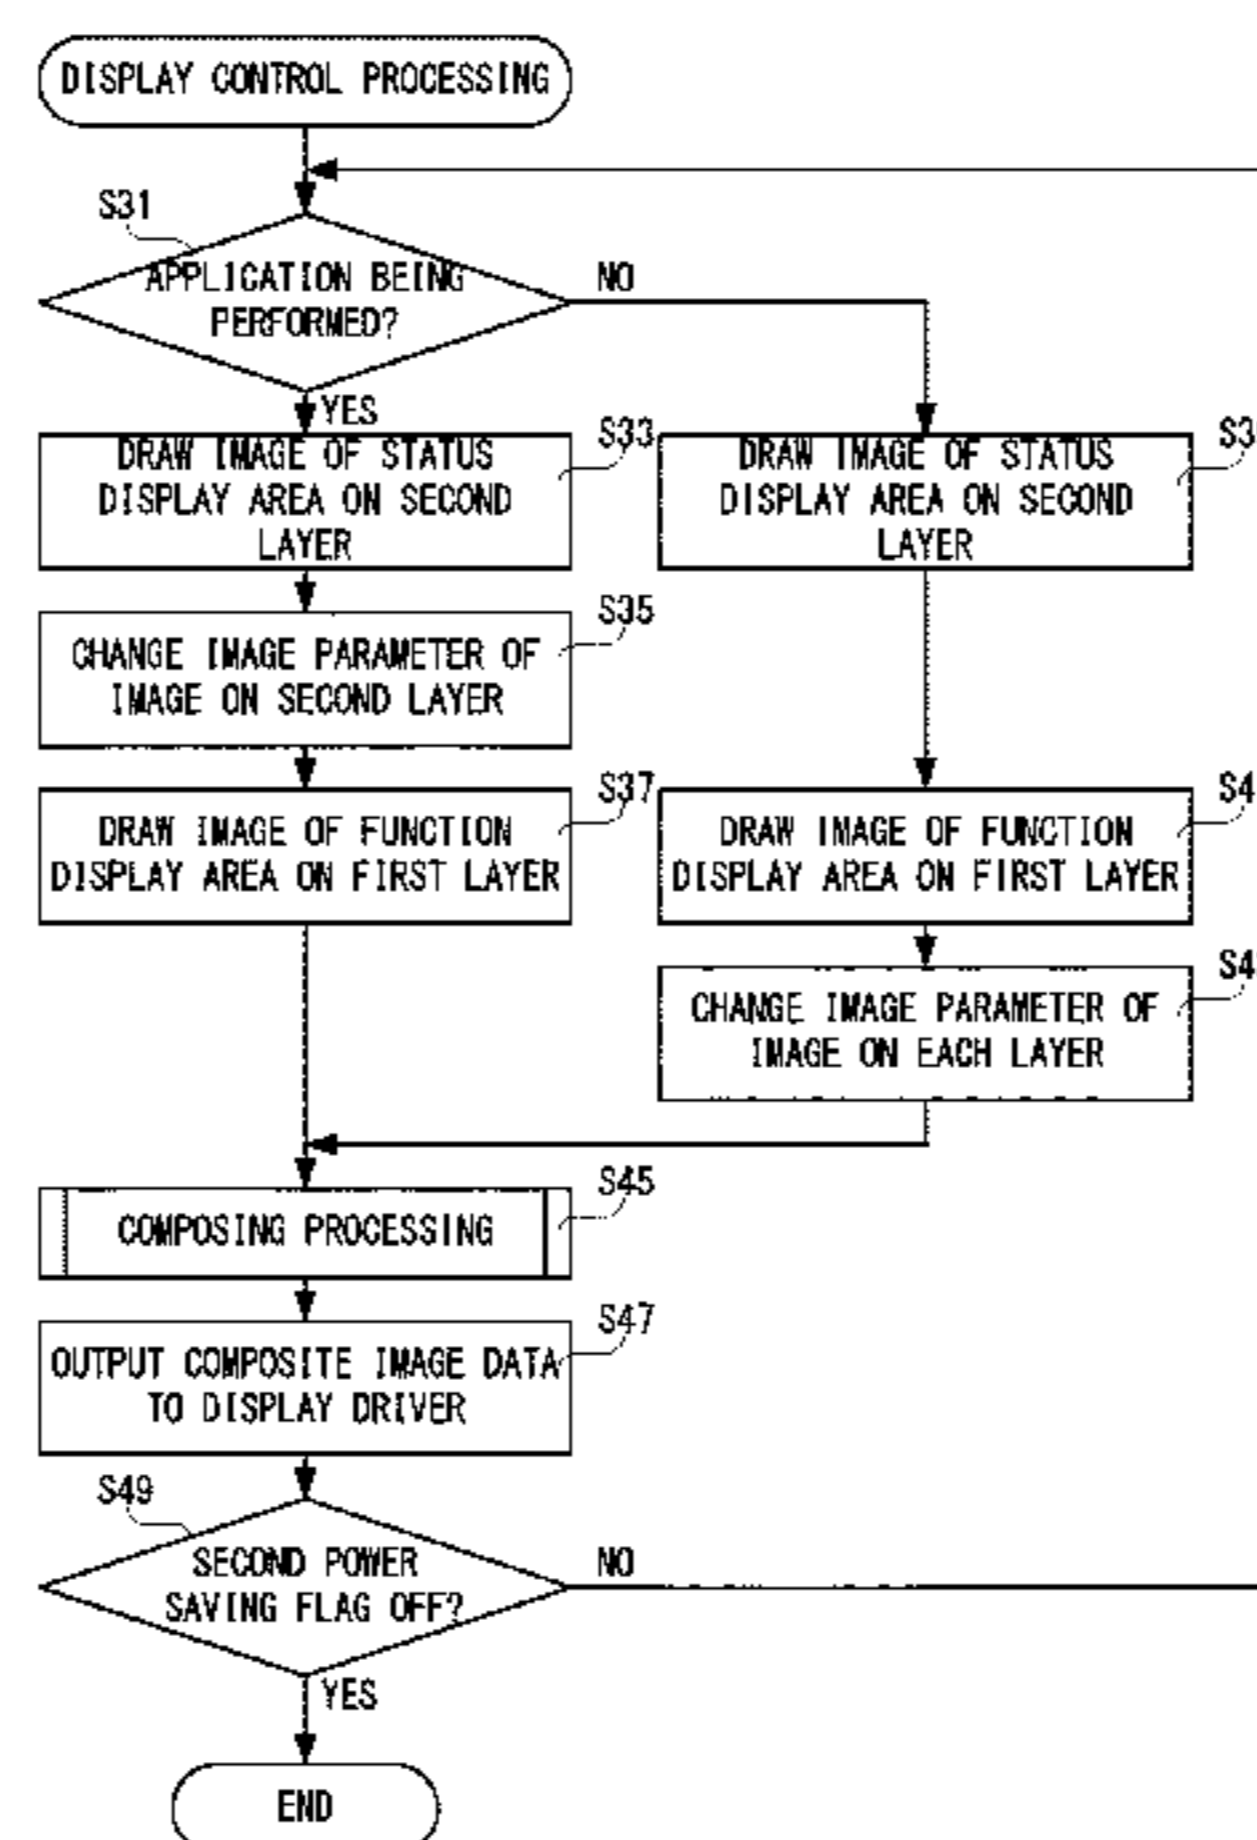 DISPLAY CONTROL PROCESSING
S31
APPLICATION BEING
PERFORMED?
NO
YES
S33
DRAW IMAGE OF STATUS
DISPLAY AREA ON SECOND
LAYER
DRAW IMAGE OF STATUS
DISPLAY AREA ON SECOND
LAYER
S35
CHANGE IMAGE PARAMETER OF
IMAGE ON SECOND LAYER
S37
DRAW IMAGE OF FUNCTION
DISPLAY AREA ON FIRST LAYER
DRAW IMAGE OF FUNCTION
DISPLAY AREA ON FIRST LAYER
CHANGE IMAGE PARAMETER OF
IMAGE ON EACH LAYER
S45
COMPOSING PROCESSING
S47
OUTPUT COMPOSITE IMAGE DATA
TO DISPLAY DRIVER
S49
SECOND POWER
SAVING FLAG OFF?
NO
YES
END